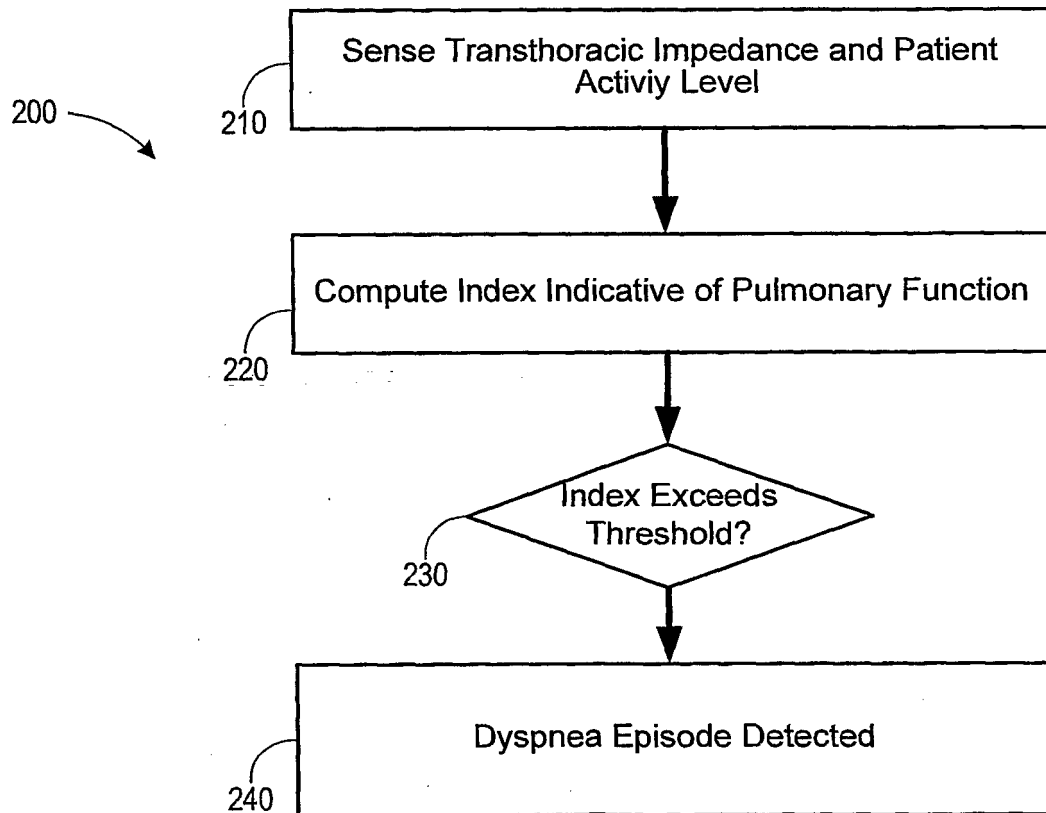 Sense Transthoracic Impedance and Patient
Activiy Level
200
210
Compute Index Indicative of Pulmonary Function
220
Index Exceeds
Threshold?
230
Dyspnea Episode Detected
240